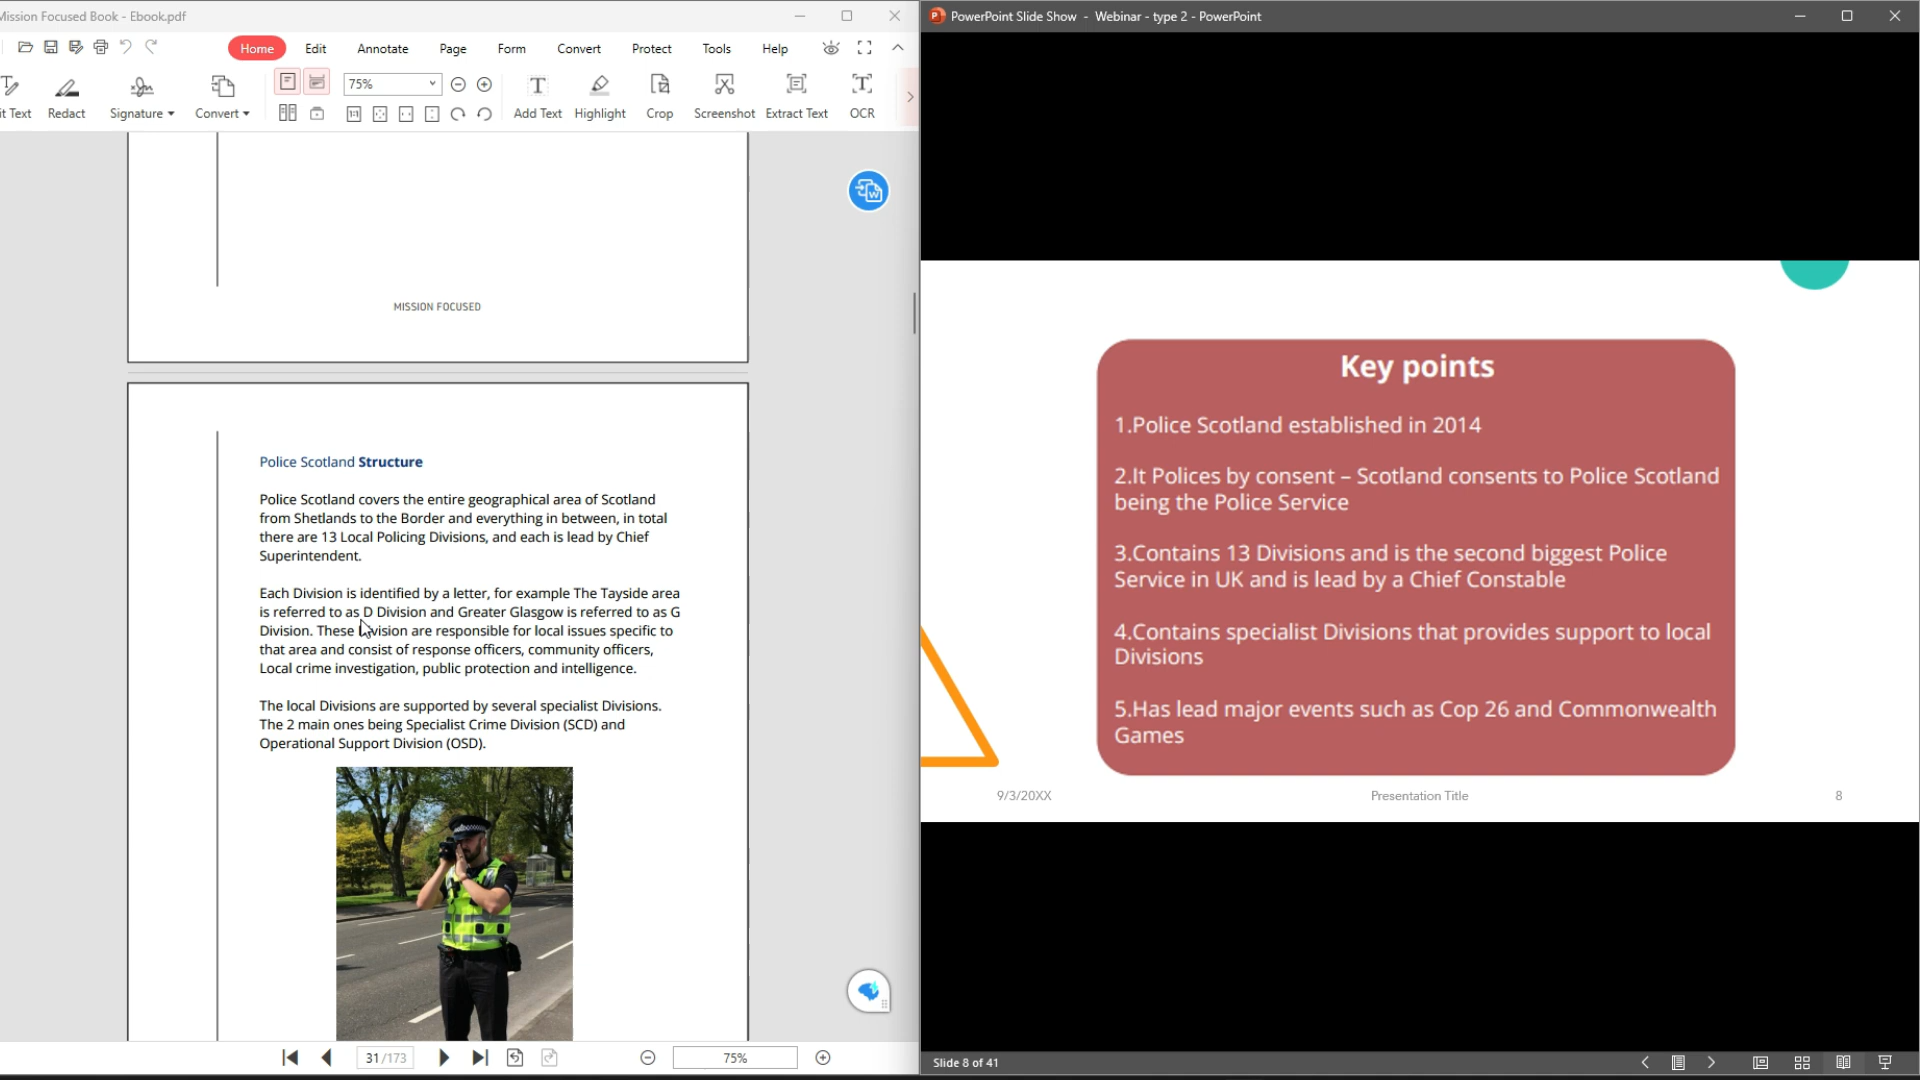 Mission Focused Book - Ebook.pdf
Home
Edit
Annotate
Page
Form
Convert
Protect
Tools
Help
75%
it Text
Redact
Signature
Convert
Add Text
Highlight
Crop
Screenshot
Extract Text
OCR
MISSION FOCUSED
Police Scotland Structure
Police Scotland covers the entire geographical area of Scotland
from Shetlands to the Border and everything in between, in total
there are 13 Local Policing Divisions, and each is lead by Chief
Superintendent.
Each Division is identified by a letter, for example The Tayside area
is referred to as D Division and Greater Glasgow is referred to as G
Division. These Division are responsible for local issues specific to
that area and consist of response officers, community officers,
Local crime investigation, public protection and intelligence.
The local Divisions are supported by several specialist Divisions.
The 2 main ones being Specialist Crime Division (SCD) and
Operational Support Division (OSD).
31/173
75%
PowerPoint Slide Show - Webinar - type 2 - PowerPoint
Key points
1.Police Scotland established in 2014
2.It Polices by consent – Scotland consents to Police Scotland
being the Police Service
3.Contains 13 Divisions and is the second biggest Police
Service in UK and is lead by a Chief Constable
4.Contains specialist Divisions that provides support to local
Divisions
5.Has lead major events such as Cop 26 and Commonwealth
Games
9/3/20XX
Presentation Title
8
Slide 8 of 41